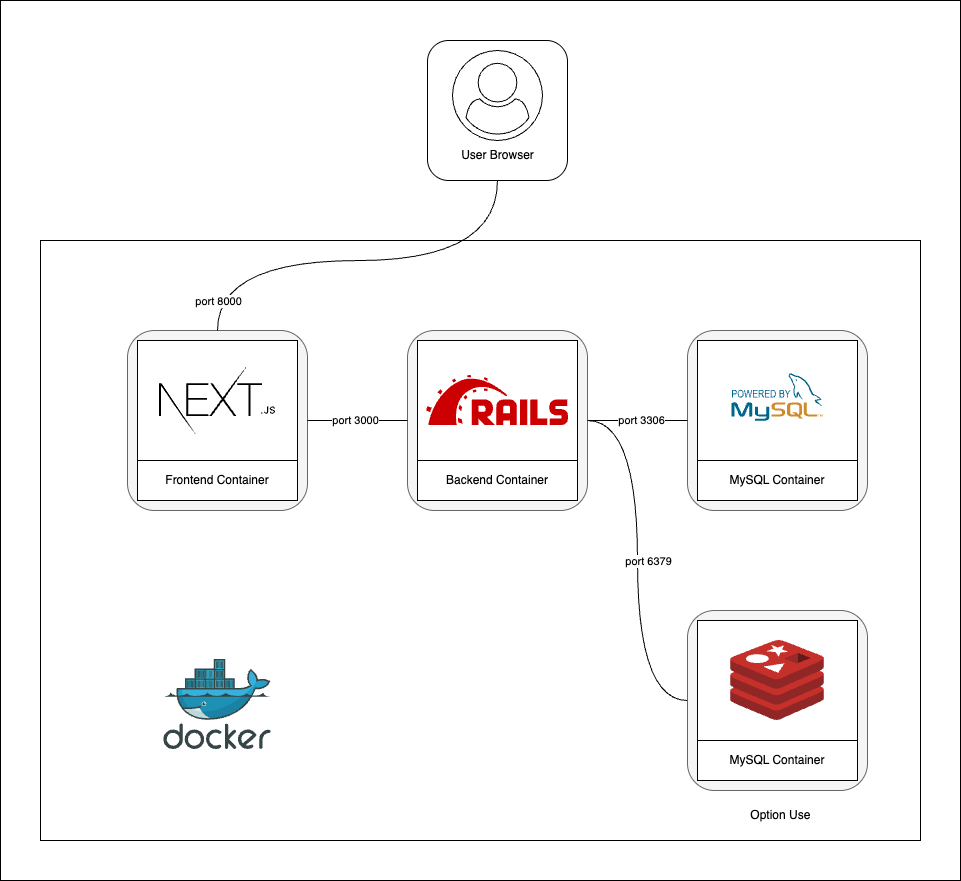 User Browser
port 8000
NEXT.JS
port 3000
RAILS
port 3306
POWERED BY
MySQL
Frontend Container
Backend Container
MySQL Container
port 6379
docker
MySQL Container
Option Use